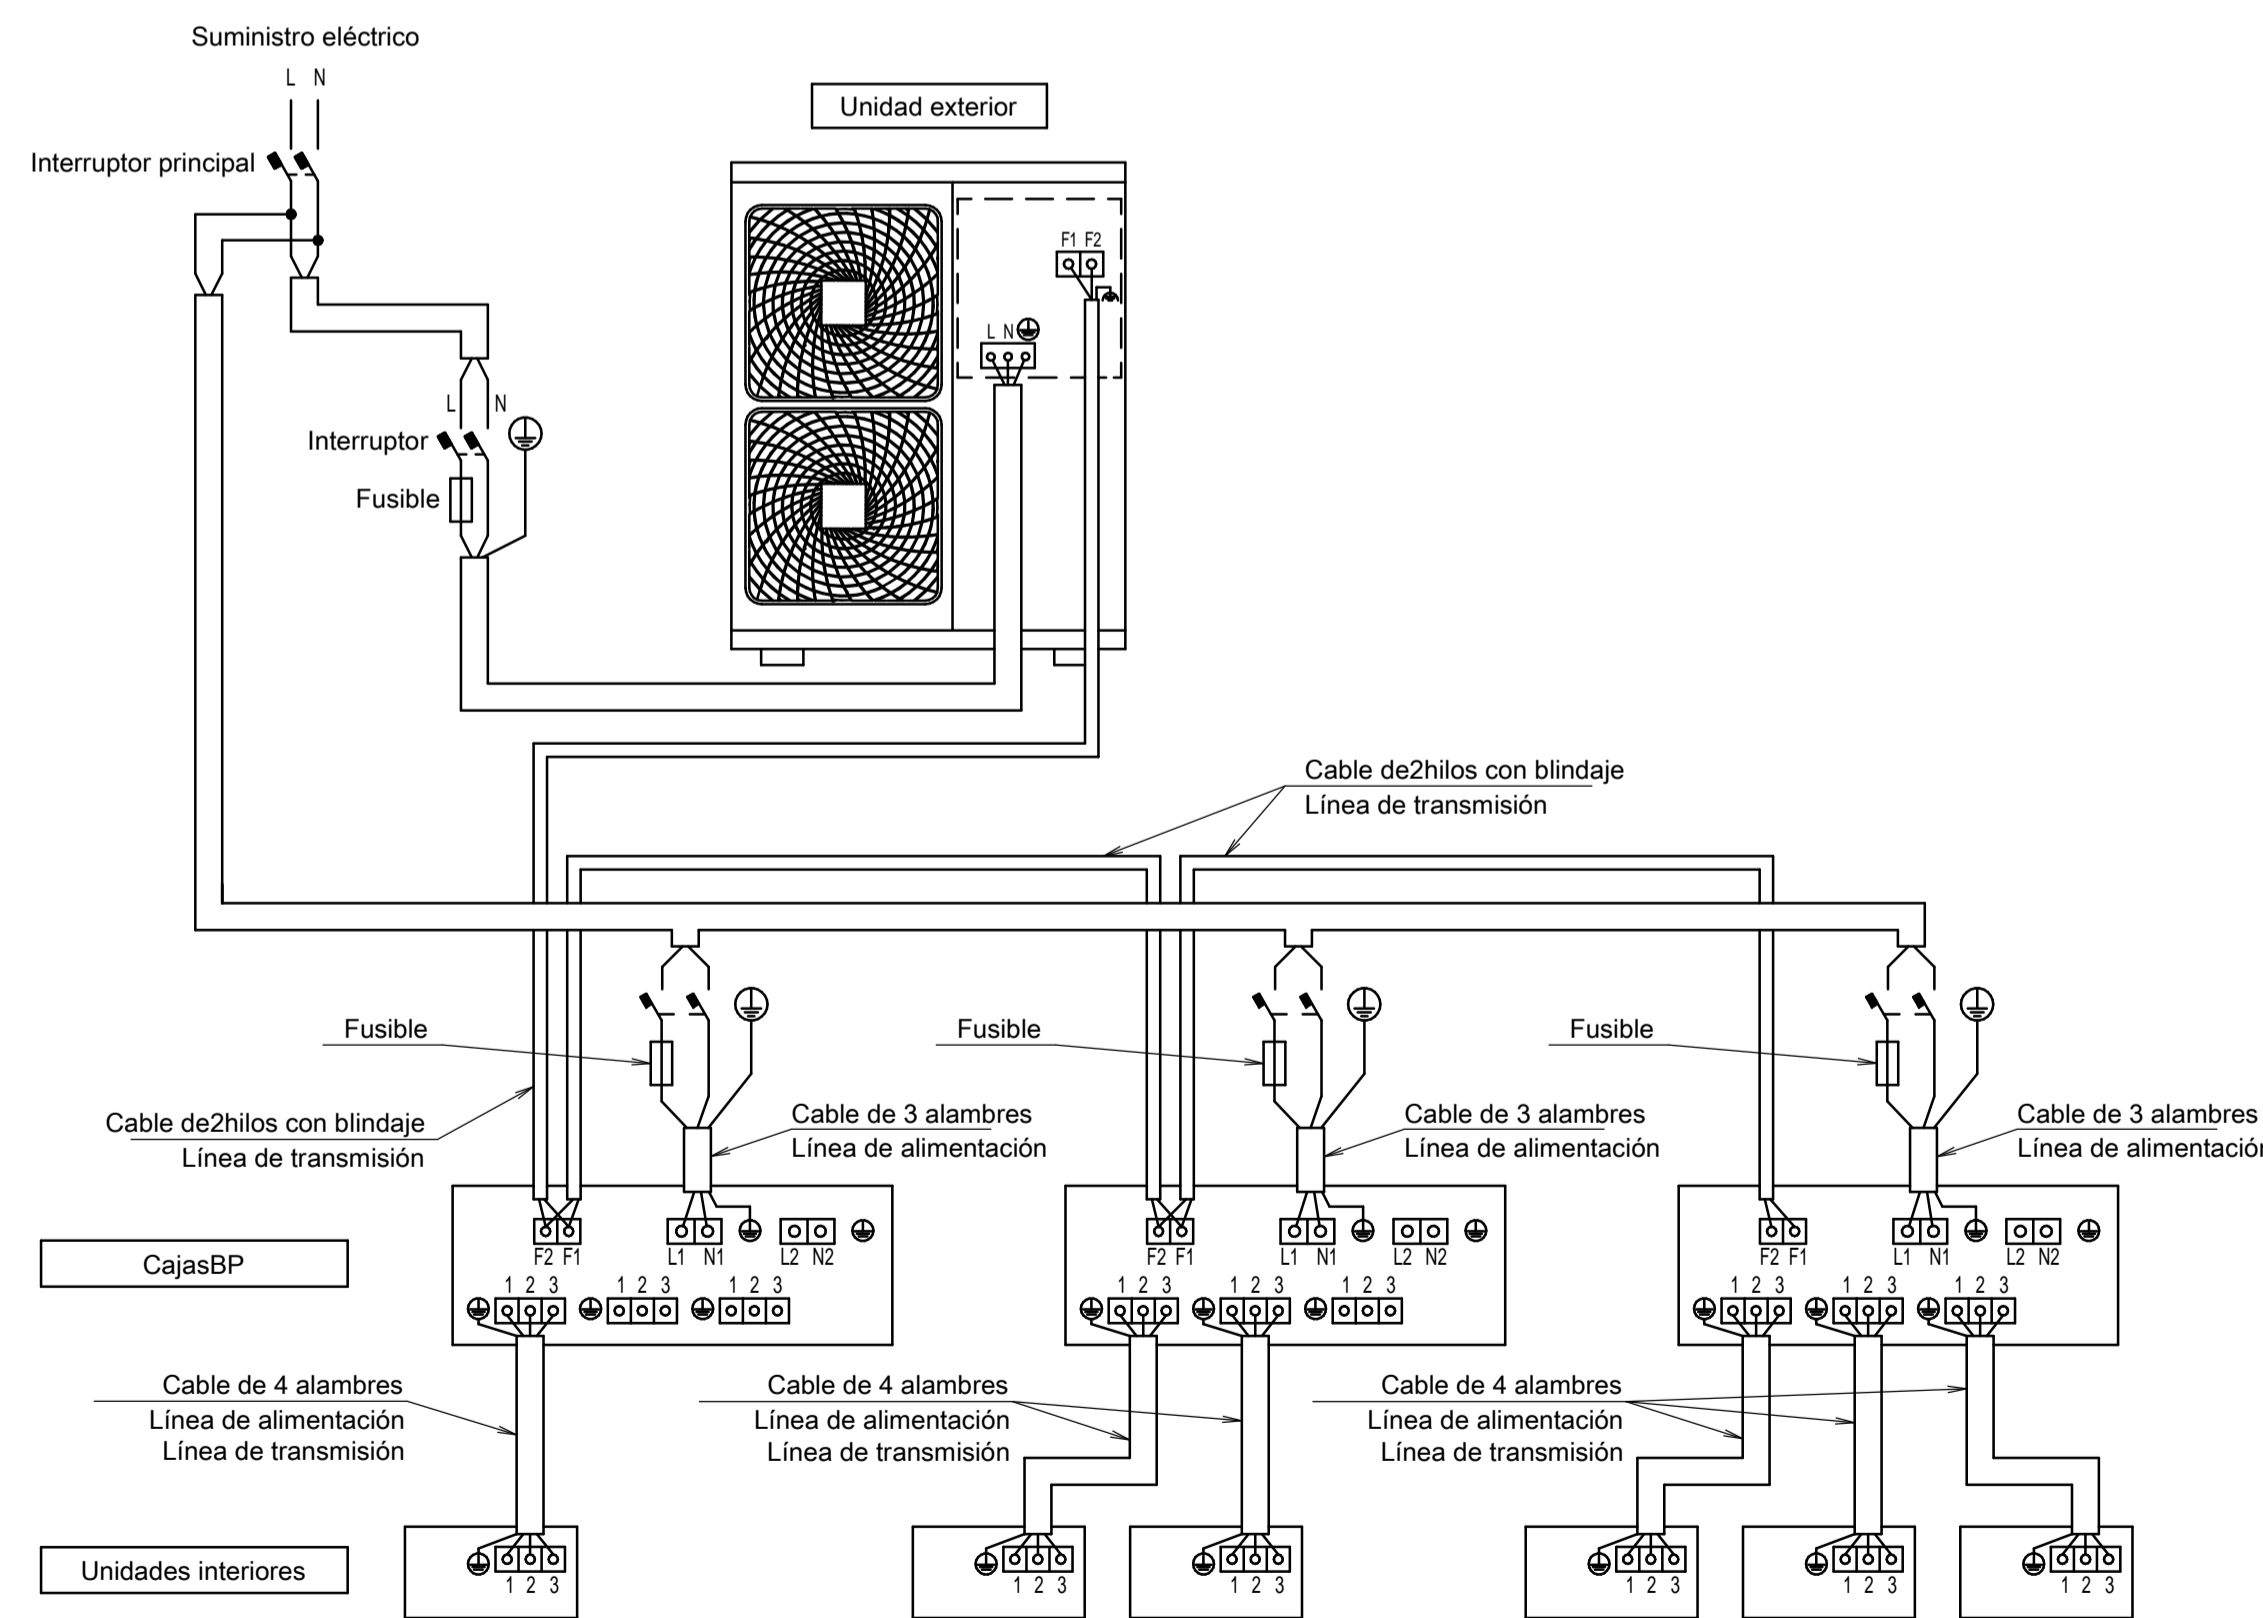 Suministro eléctrico
L N
Unidad exterior
Interruptor principal
F1 F2
L N
L N
Interruptor
Fusible
Cable de2hilos con blindaje
Línea de transmisión
Fusible
Fusible
Fusible
Cable de2hilos con blindaje
Línea de transmisión
Cable de 3 alambres
Línea de alimentación
Cable de 3 alambres
Línea de alimentación
Cable de 3 alambres
Línea de alimentación
CajasBP
F2 F1 L1 N1 L2 N2
F2 F1 L1 N1 L2 N2
F2 F1 L1 N1 L2 N2
1 2 3 1 2 3 1 2 3
1 2 3 1 2 3 1 2 3
1 2 3 1 2 3 1 2 3
Cable de 4 alambres
Línea de alimentación
Línea de transmisión
Cable de 4 alambres
Línea de alimentación
Línea de transmisión
Cable de 4 alambres
Línea de alimentación
Línea de transmisión
Unidades interiores
1 2 3
1 2 3
1 2 3
1 2 3
1 2 3
1 2 3